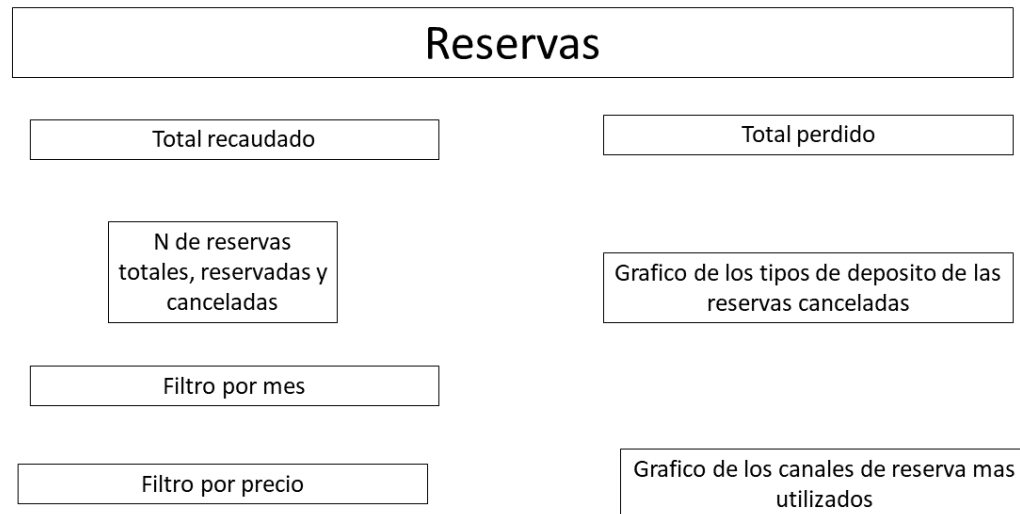 Reservas
Total recaudado
Total perdido
N de reservas
totales, reservadas y
canceladas
Grafico de los tipos de deposito de las
reservas canceladas
Filtro por mes
Filtro por precio
Grafico de los canales de reserva mas
utilizados